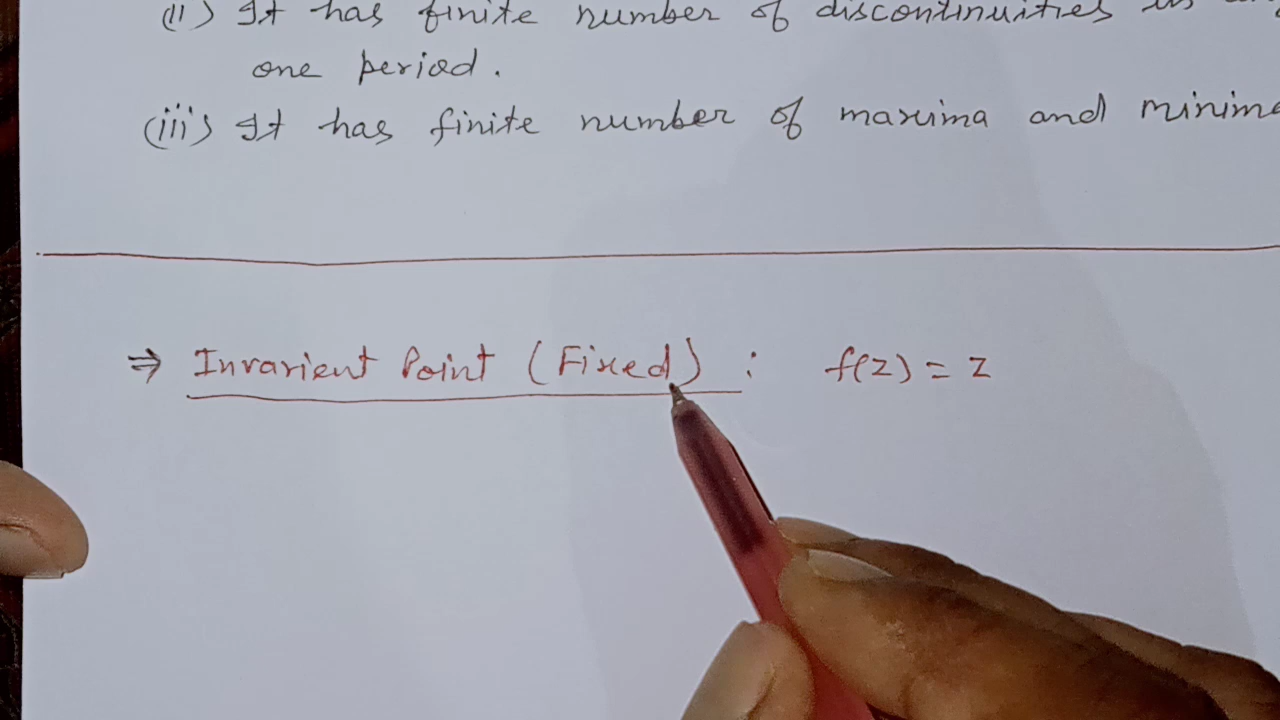 (ii) It has finite number of discontinuities in
one period.
(iii) It has finite number of maxima and minima
⇒ Invarient Point (Fixed) : f(z) = z